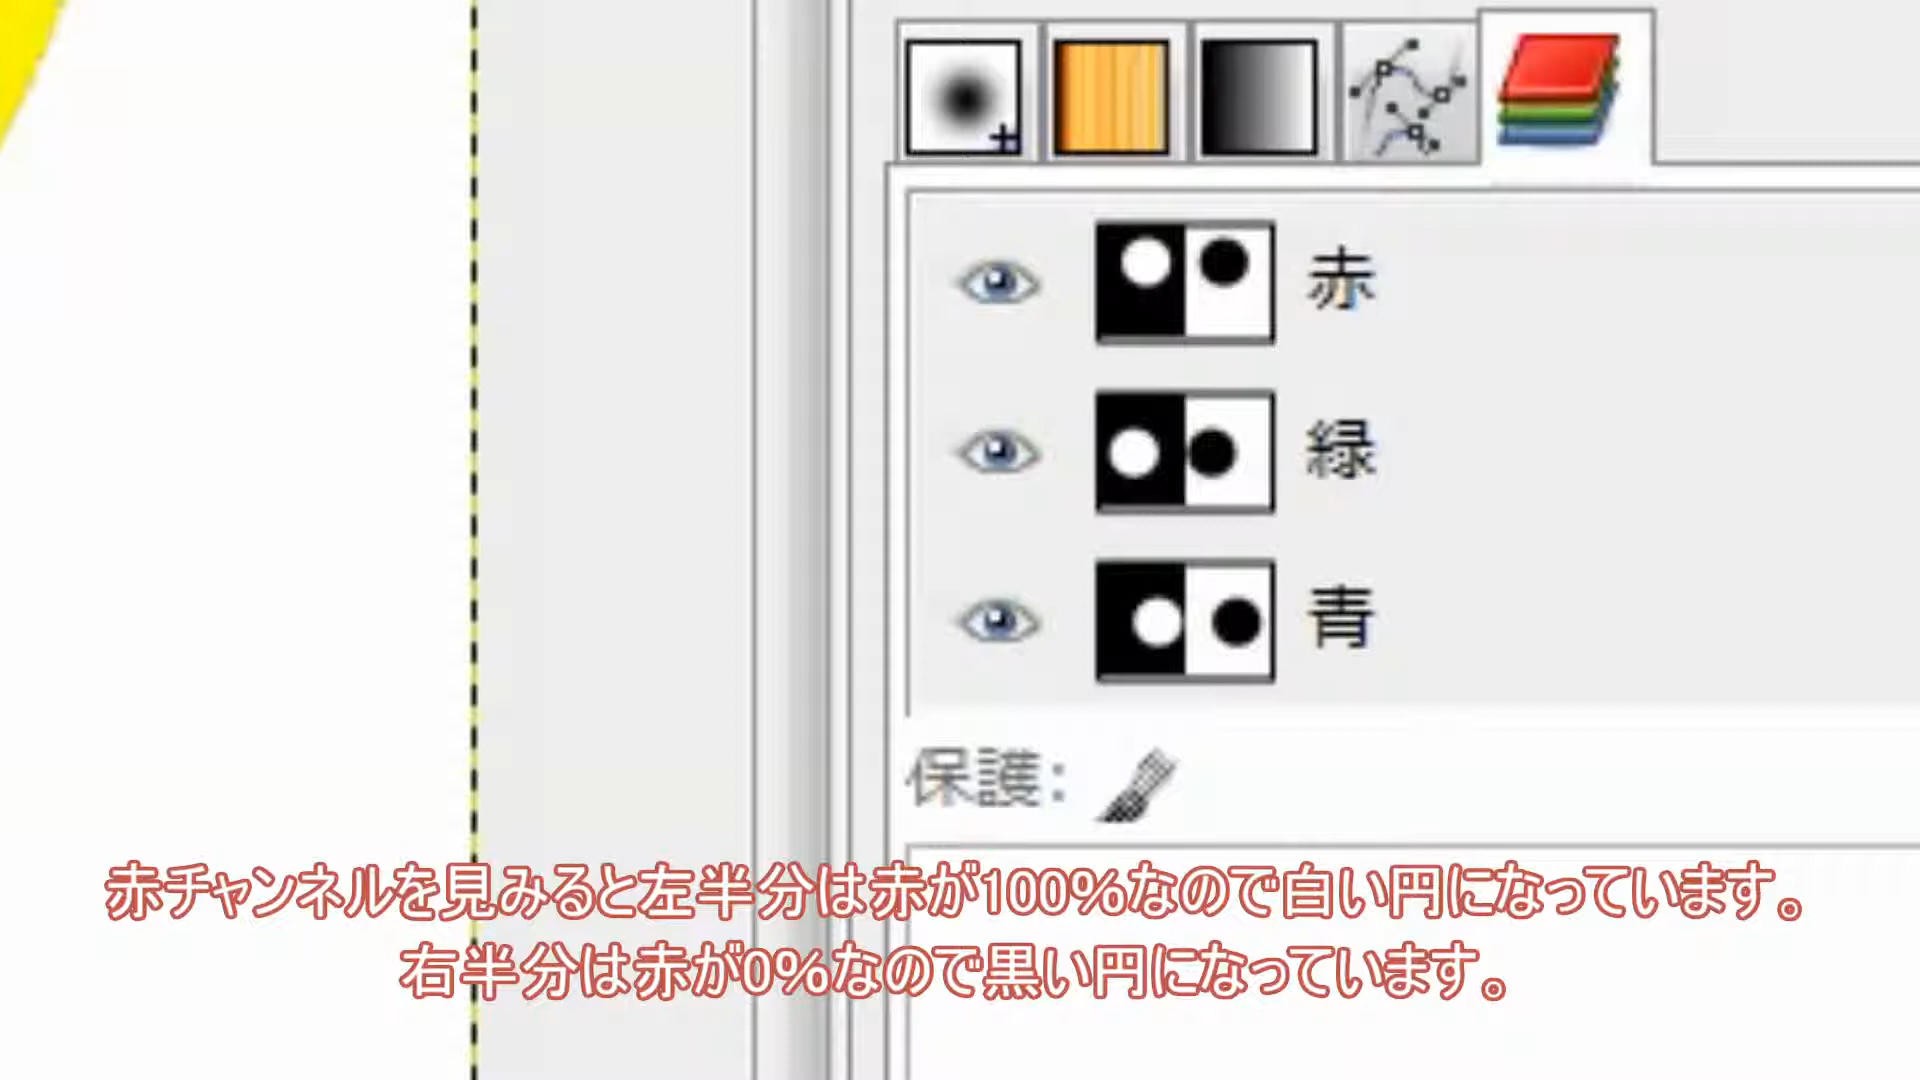 赤
緑
青
保護:
赤チャンネルを見みると左半分は赤が100%なので白い円になっています。
右半分は赤が0%なので黒い円になっています。